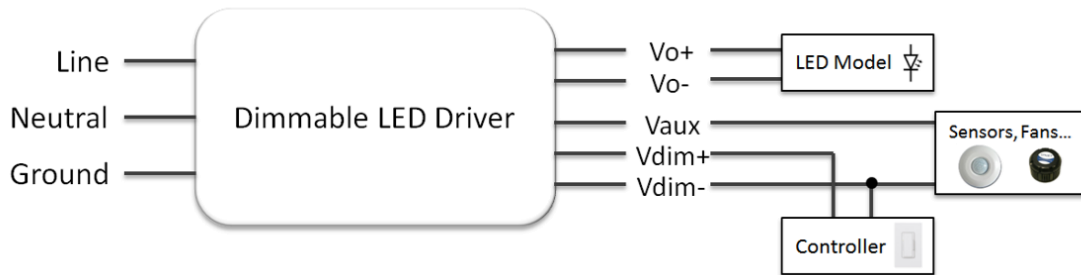 Line
Neutral
Ground
Dimmable LED Driver
Vo+
Vo-
Vaux
Vdim+
Vdim-
LED Model
Sensors, Fans...
Controller